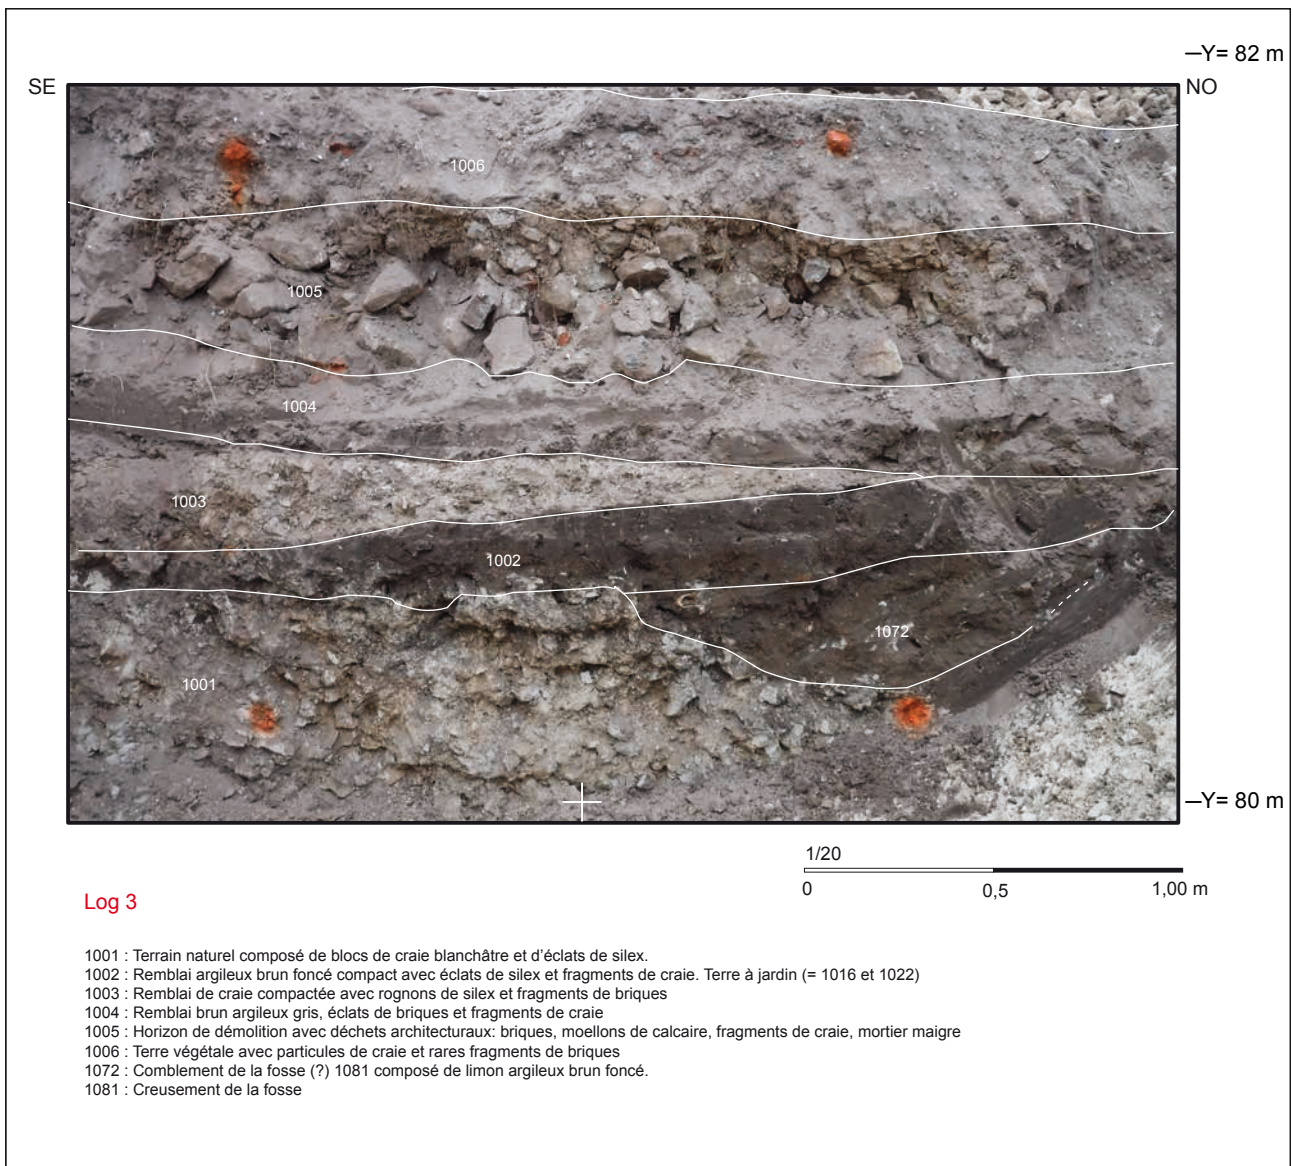 —Y= 82 m
SE
NO
1006
1005
1004
1003
1002
1072
1001
—Y= 80 m
1/20
0 0,5 1,00 m
Log 3
1001 : Terrain naturel composé de blocs de craie blanchâtre et d'éclats de silex.
1002 : Remblai argileux brun foncé compact avec éclats de silex et fragments de craie. Terre à jardin (= 1016 et 1022)
1003 : Remblai de craie compactée avec rognons de silex et fragments de briques
1004 : Remblai brun argileux gris, éclats de briques et fragments de craie
1005 : Horizon de démolition avec déchets architecturaux: briques, moellons de calcaire, fragments de craie, mortier maigre
1006 : Terre végétale avec particules de craie et rares fragments de briques
1072 : Comblement de la fosse (?) 1081 composé de limon argileux brun foncé.
1081 : Creusement de la fosse